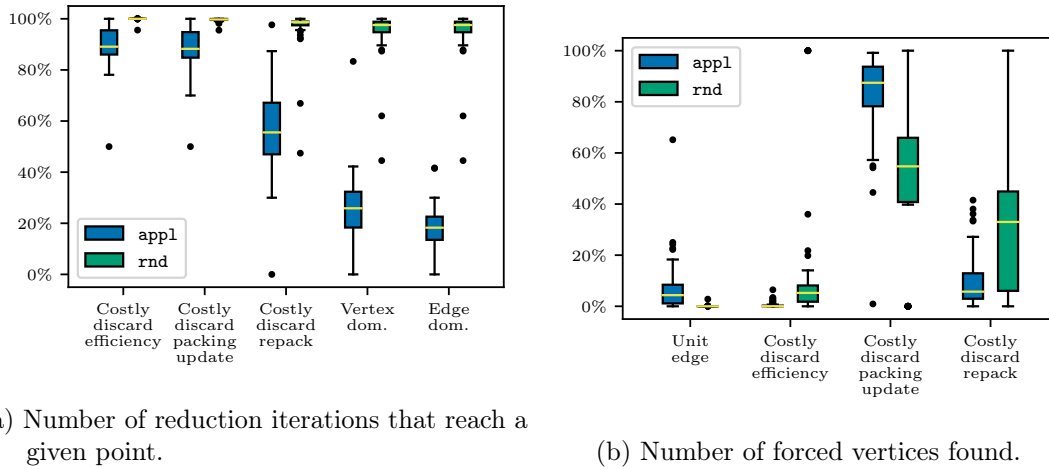 100%
80%
60%
40%
20%
0%
appl
rnd
Costly
discard
efficiency
Costly
discard
packing
update
Costly
discard
repack
Vertex
dom.
Edge
dom.
) Number of reduction iterations that reach a
given point.
100%
80%
60%
40%
20%
0%
appl
rnd
Unit
edge
Costly
discard
efficiency
Costly
discard
packing
update
Costly
discard
repack
(b) Number of forced vertices found.